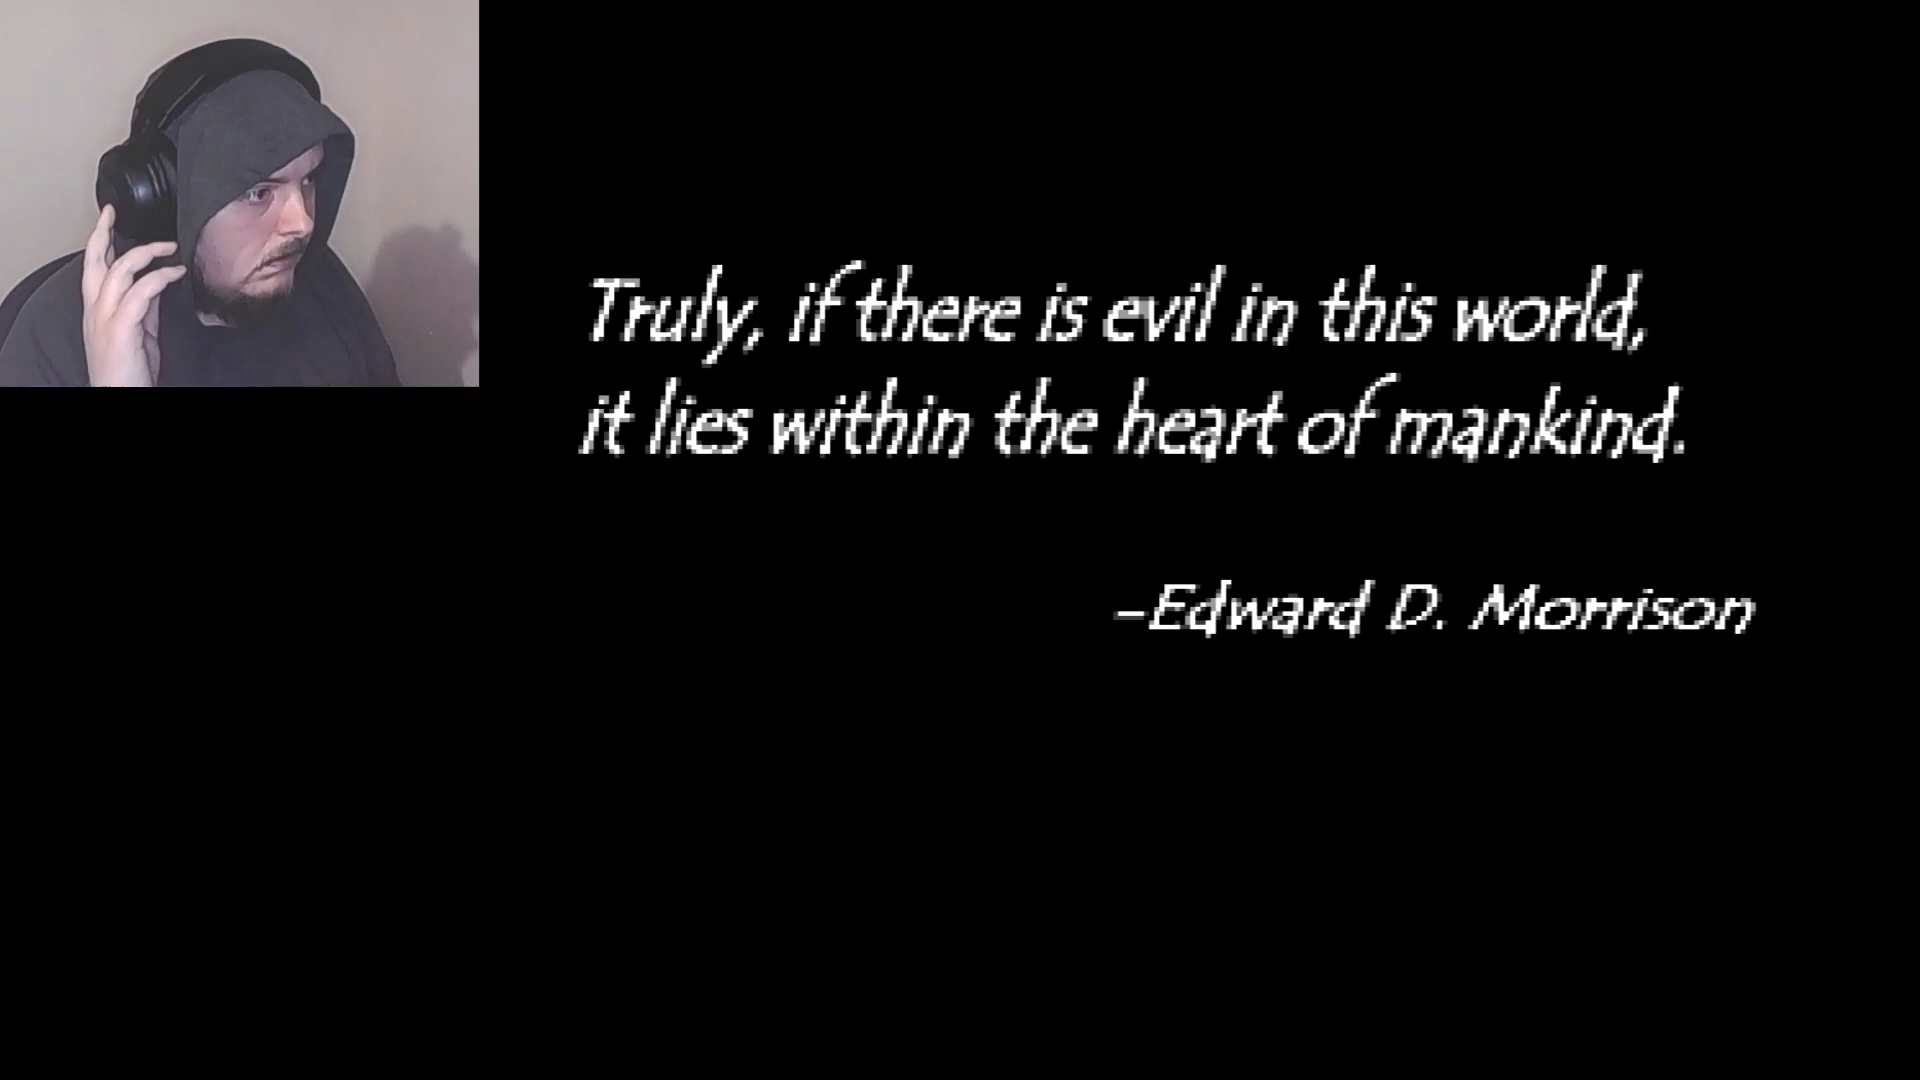 Truly, if there is evil in this world,
it lies within the heart of mankind.
-Edward D. Morrison